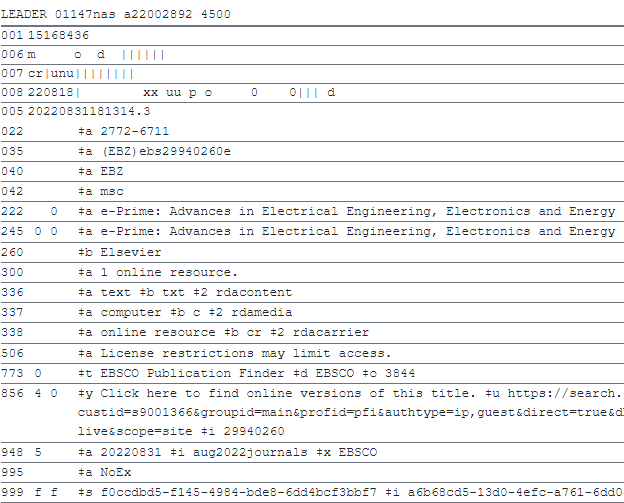 LEADER 01147nas a22002892 4500
001 15168436
006 m o d ||||||
007 cr|unu||||||||
008 220818| xx uu p o 0 0||| d
005 20220831181314.3
022 ‡a 2772-6711
035 ‡a (EBZ)ebs29940260e
040 ‡a EBZ
042 ‡a msc
222 0 ‡a e-Prime: Advances in Electrical Engineering, Electronics and Energy
245 0 0 ‡a e-Prime: Advances in Electrical Engineering, Electronics and Energy
260 ‡b Elsevier
300 ‡a 1 online resource.
336 ‡a text ‡b txt ‡2 rdacontent
337 ‡a computer ‡b c ‡2 rdamedia
338 ‡a online resource ‡b cr ‡2 rdacarrier
506 ‡a License restrictions may limit access.
773 0 ‡t EBSCO Publication Finder ‡d EBSCO ‡o 3844
856 4 0 ‡y Click here to find online versions of this title. ‡u https://search.
custid=s9001366&groupid=main&profid=pfi&authtype=ip,guest&direct=true&d
live&scope=site ‡i 29940260
948 5 ‡a 20220831 ‡i aug2022journals ‡x EBSCO
995 ‡a NoEx
999 f f ‡s f0ccdbd5-f145-4984-bde8-6dd4bcf3bbf7 ‡i a6b68cd5-13d0-4efc-a761-6dd0